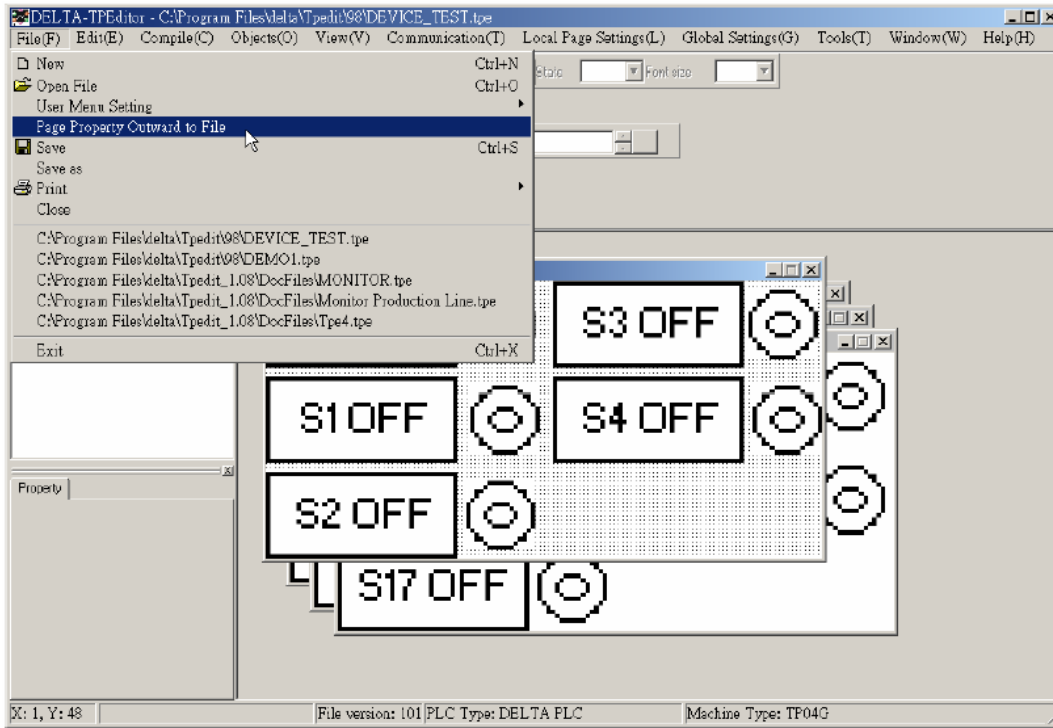 DELTA-TPEditor - C:\Program Files\delta\Tpedit\98\DEVICE_TEST.tpe
File(F) Edit(E) Compile(C) Objects(O) View(V) Communication(T) Local Page Settings(L) Global Settings(G) Tools(T) Window(W) Help(H)
New Ctrl+N
State Font size
Open File Ctrl+O
User Menu Setting
Page Property Outward to File
Save Ctrl+S
Save as
Print
Close
C:\Program Files\delta\Tpedit\98\DEVICE_TEST.tpe
C:\Program Files\delta\Tpedit\98\DEMO1.tpe
C:\Program Files\delta\Tpedit_1.08\DocFiles\MONITOR.tpe
C:\Program Files\delta\Tpedit_1.08\DocFiles\Monitor Production Line.tpe
C:\Program Files\delta\Tpedit_1.08\DocFiles\Tpe4.tpe
Exit Ctrl+X
S3 OFF
S1 OFF S4 OFF
S2 OFF
S17 OFF
Property
X: 1, Y: 48 File version: 101 PLC Type: DELTA PLC Machine Type: TP04G